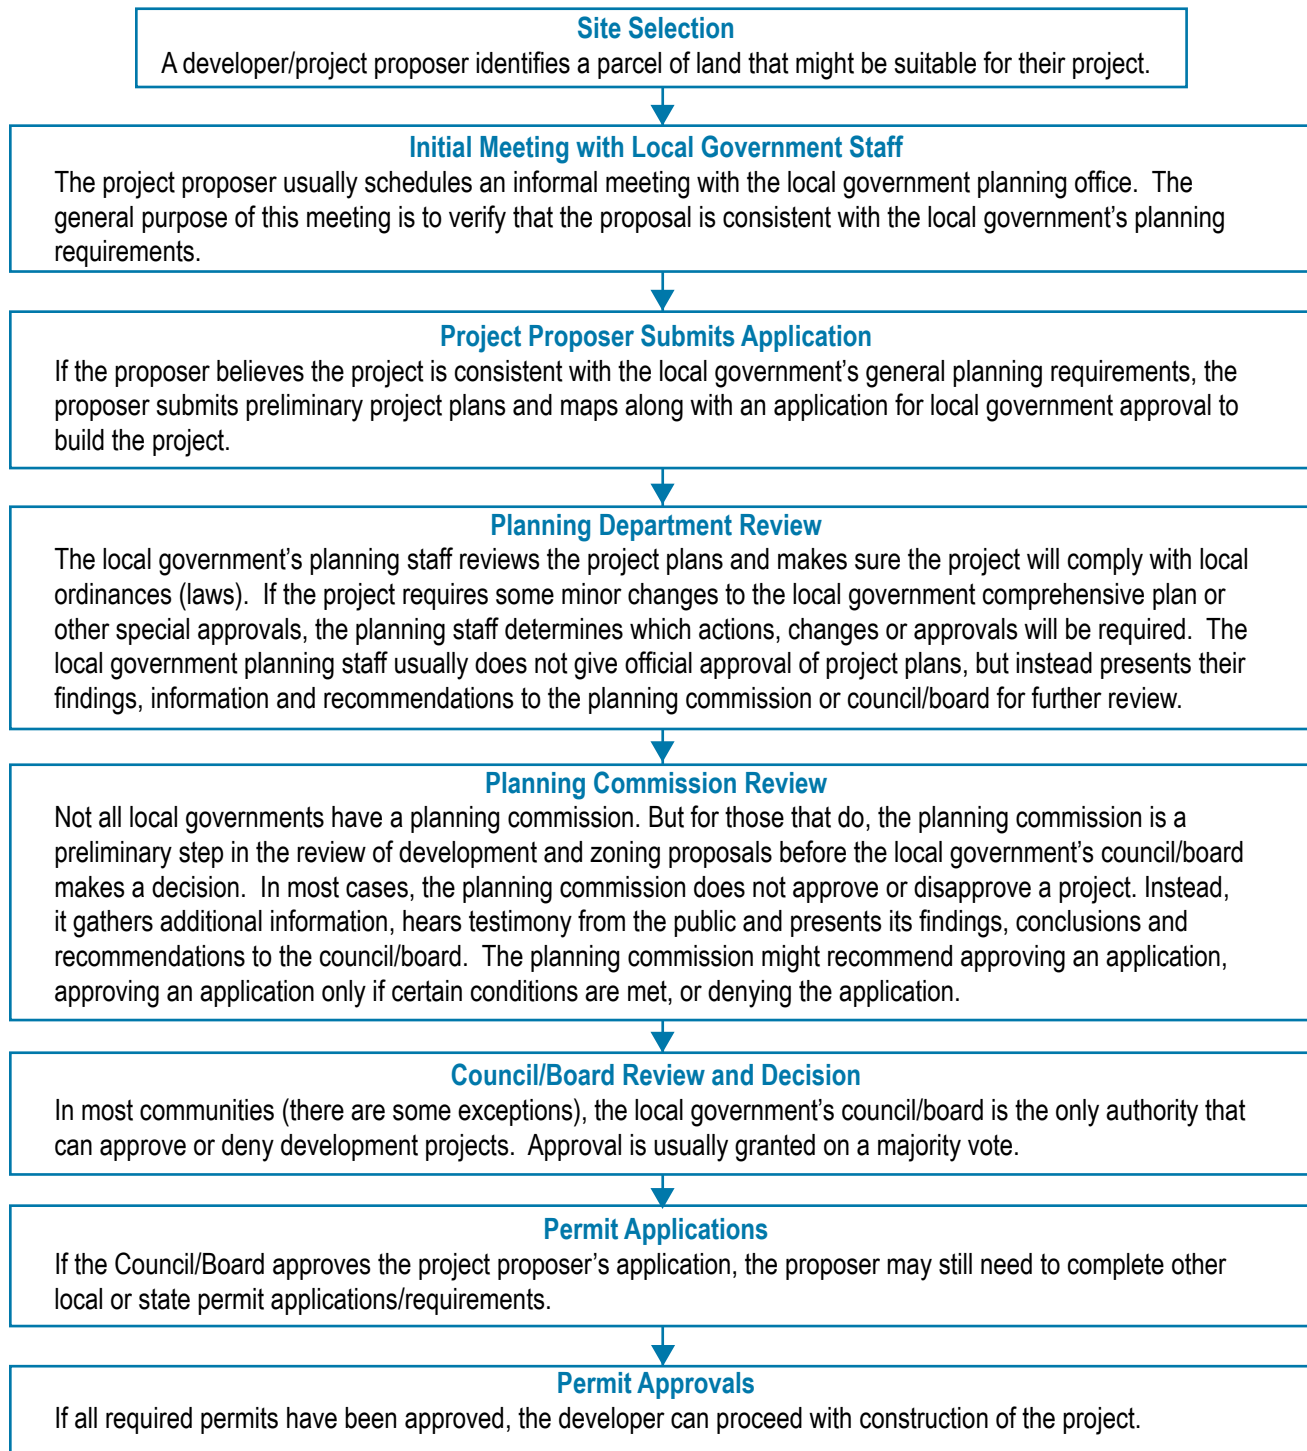 Site Selection
A developer/project proposer identifies a parcel of land that might be suitable for their project.
Initial Meeting with Local Government Staff
The project proposer usually schedules an informal meeting with the local government planning office.  The
general purpose of this meeting is to verify that the proposal is consistent with the local government’s planning
requirements.
Project Proposer Submits Application
If the proposer believes the project is consistent with the local government’s general planning requirements, the
proposer submits preliminary project plans and maps along with an application for local government approval to
build the project.
Planning Department Review
The local government’s planning staff reviews the project plans and makes sure the project will comply with local
ordinances (laws).  If the project requires some minor changes to the local government comprehensive plan or
other special approvals, the planning staff determines which actions, changes or approvals will be required.  The
local government planning staff usually does not give official approval of project plans, but instead presents their
findings, information and recommendations to the planning commission or council/board for further review.
Planning Commission Review
Not all local governments have a planning commission. But for those that do, the planning commission is a
preliminary step in the review of development and zoning proposals before the local government’s council/board
makes a decision.  In most cases, the planning commission does not approve or disapprove a project. Instead,
it gathers additional information, hears testimony from the public and presents its findings, conclusions and
recommendations to the council/board.  The planning commission might recommend approving an application,
approving an application only if certain conditions are met, or denying the application.
Council/Board Review and Decision
In most communities (there are some exceptions), the local government’s council/board is the only authority that
can approve or deny development projects.  Approval is usually granted on a majority vote.
Permit Applications
If the Council/Board approves the project proposer’s application, the proposer may still need to complete other
local or state permit applications/requirements.
Permit Approvals
If all required permits have been approved, the developer can proceed with construction of the project.